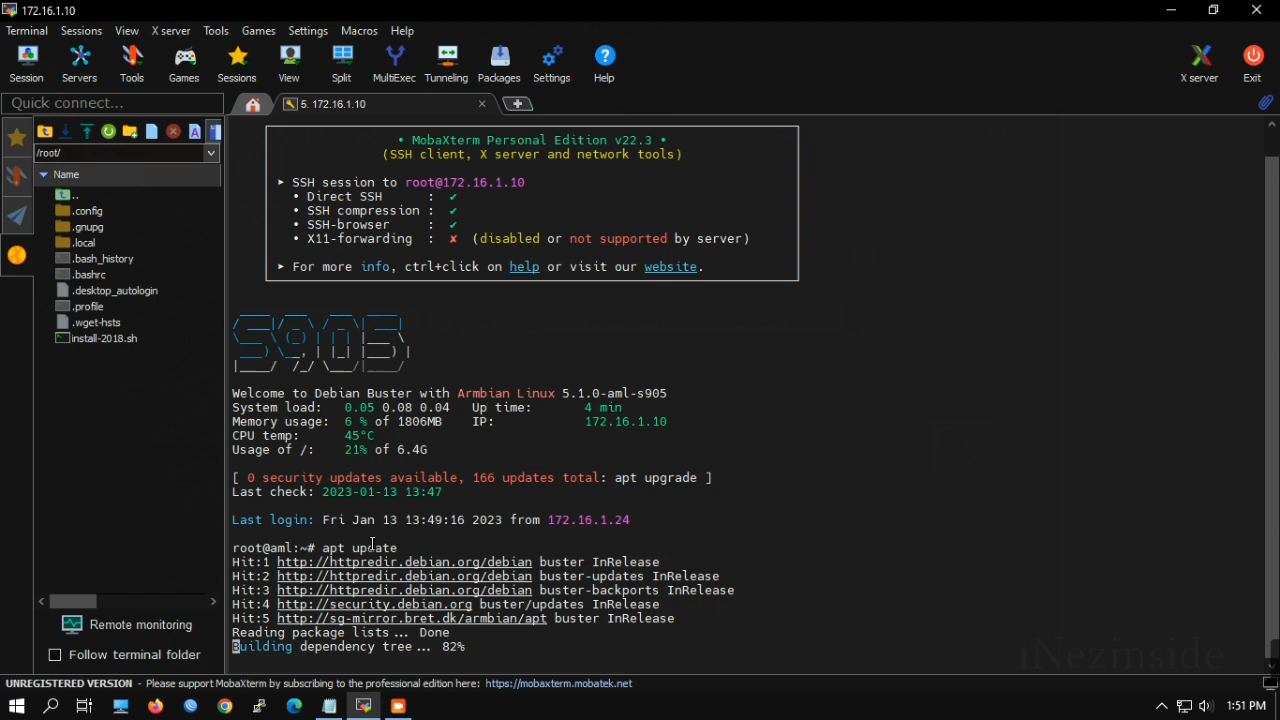 172.16.1.10
Terminal Sessions View X server Tools Games Settings Macros Help
Session Servers Tools Games Sessions View Split MultiExec Tunneling Packages Settings Help X server Exit
Quick connect...
5. 172.16.1.10
/root/
Name
..
.config
.gnupg
.local
.bash_history
.bashrc
.desktop_autologin
.profile
.wget-hsts
install-2018.sh
Remote monitoring
Follow terminal folder
• MobaXterm Personal Edition v22.3 •
(SSH client, X server and network tools)
▸ SSH session to root@172.16.1.10
• Direct SSH : ✔
• SSH compression : ✔
• SSH-browser : ✔
• X11-forwarding : ✘ (disabled or not supported by server)
▸ For more info, ctrl+click on help or visit our website.
S905
Welcome to Debian Buster with Armbian Linux 5.1.0-aml-s905
System load: 0.05 0.08 0.04 Up time: 4 min
Memory usage: 6 % of 1806MB IP: 172.16.1.10
CPU temp: 45°C
Usage of /: 21% of 6.4G
[ 0 security updates available, 166 updates total: apt upgrade ]
Last check: 2023-01-13 13:47
Last login: Fri Jan 13 13:49:16 2023 from 172.16.1.24
root@aml:~# apt update
Hit:1 http://httpredir.debian.org/debian buster InRelease
Hit:2 http://httpredir.debian.org/debian buster-updates InRelease
Hit:3 http://httpredir.debian.org/debian buster-backports InRelease
Hit:4 http://security.debian.org buster/updates InRelease
Hit:5 http://sg-mirror.bret.dk/armbian/apt buster InRelease
Reading package lists... Done
Building dependency tree... 82%
iNezinside
UNREGISTERED VERSION - Please support MobaXterm by subscribing to the professional edition here: https://mobaxterm.mobatek.net
1:51 PM